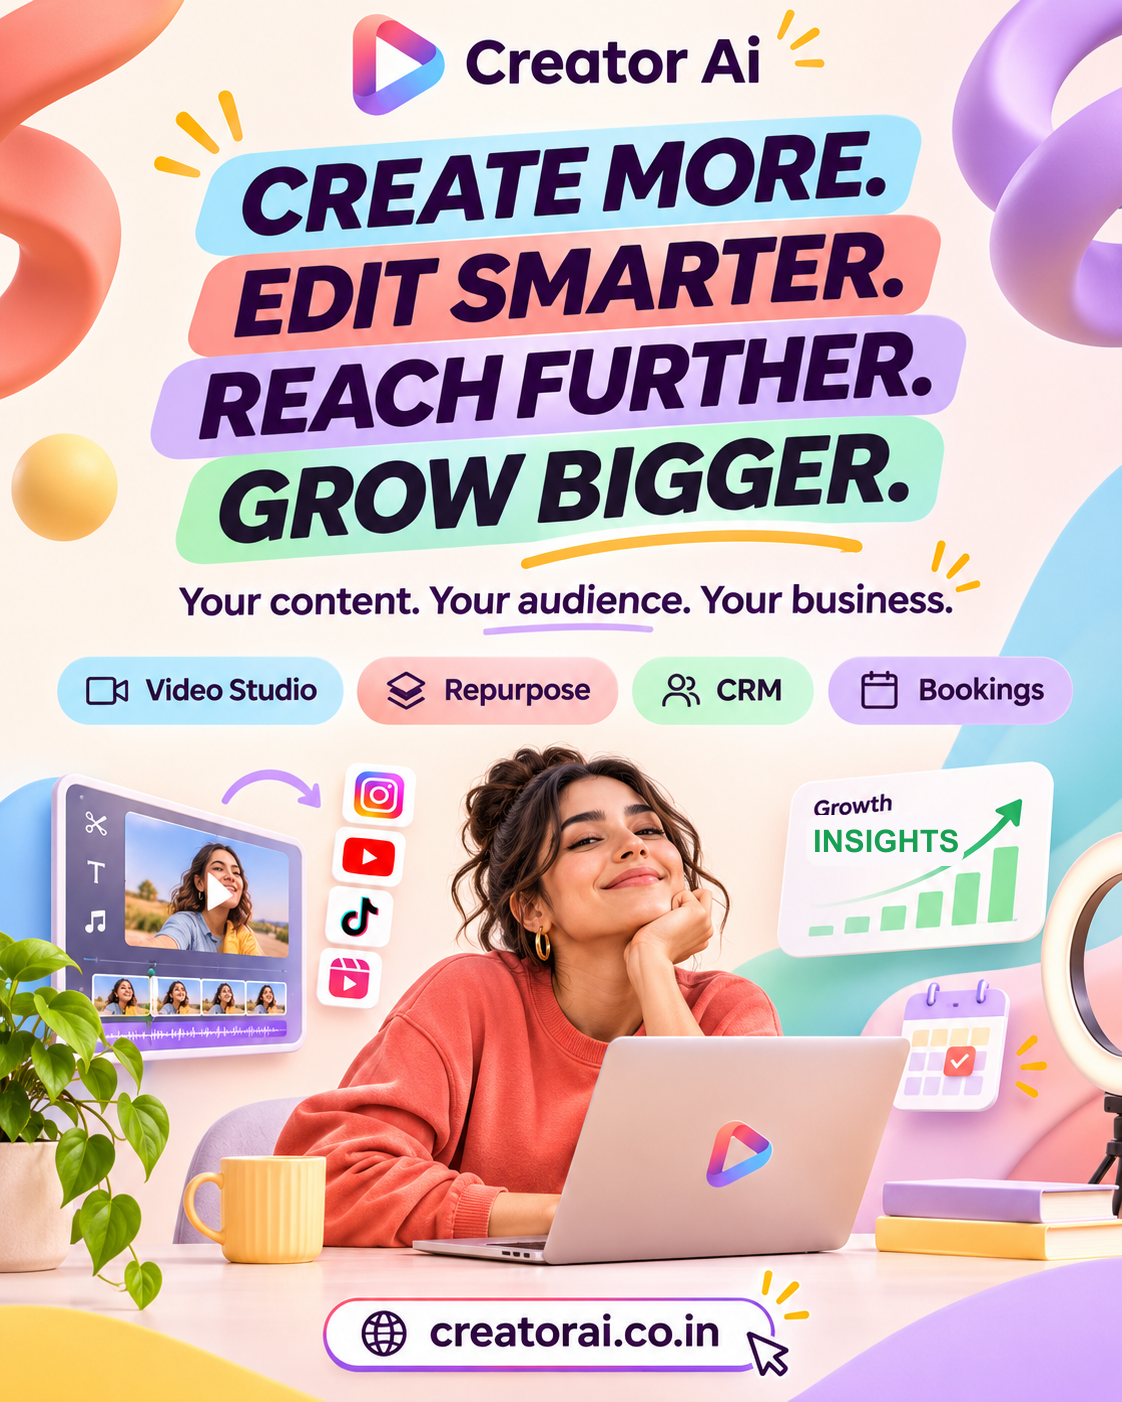 Creator Ai
CREATE MORE.
EDIT SMARTER.
REACH FURTHER.
GROW BIGGER.
Your content. Your audience. Your business.
Video Studio
Repurpose
CRM
Bookings
Growth
INSIGHTS
T
creatorai.co.in